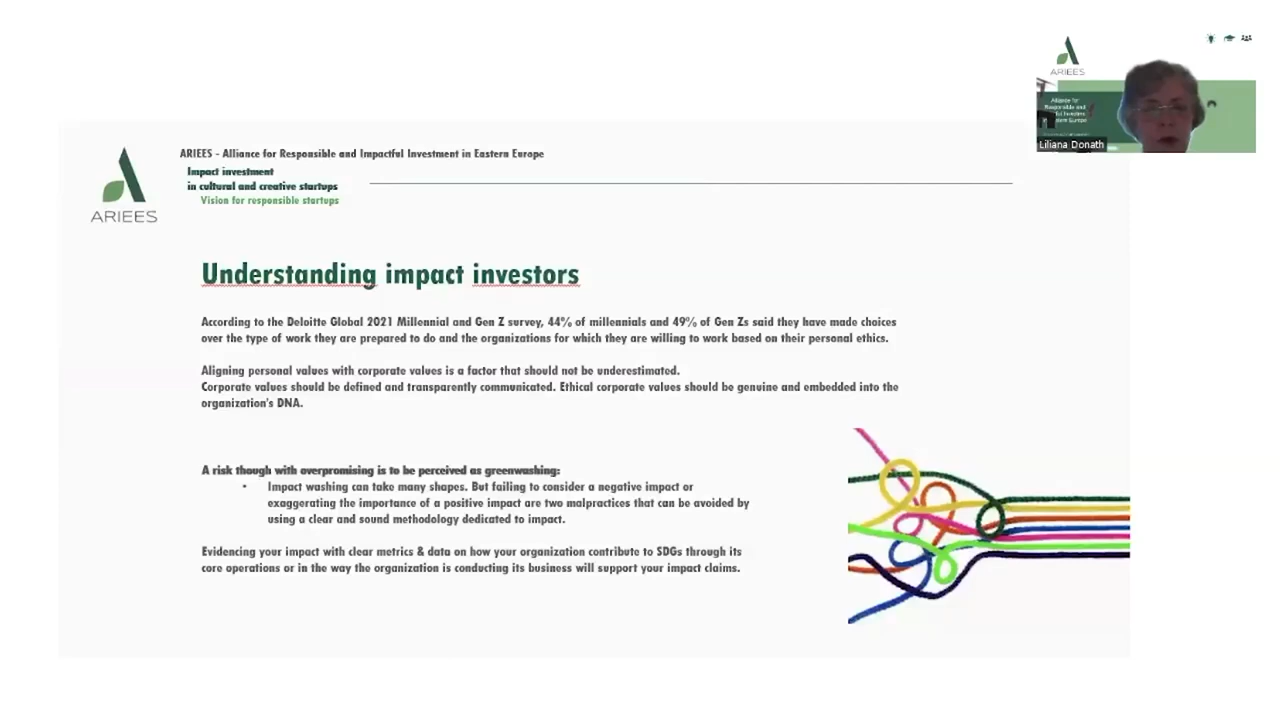 ARIEES
ARIEES - Alliance for Responsible and Impactful Investment in Eastern Europe
Impact investment
in cultural and creative startups
Vision for responsible startups
ARIEES
Alliance for
Responsible and
Liliana Donath
Understanding impact investors
According to the Deloitte Global 2021 Millennial and Gen Z survey, 44% of millennials and 49% of Gen Zs said they have made choices
over the type of work they are prepared to do and the organizations for which they are willing to work based on their personal ethics.
Aligning personal values with corporate values is a factor that should not be underestimated.
Corporate values should be defined and transparently communicated. Ethical corporate values should be genuine and embedded into the
organization's DNA.
A risk though with overpromising is to be perceived as greenwashing:
• Impact washing can take many shapes. But failing to consider a negative impact or
exaggerating the importance of a positive impact are two malpractices that can be avoided by
using a clear and sound methodology dedicated to impact.
Evidencing your impact with clear metrics & data on how your organization contribute to SDGs through its
core operations or in the way the organization is conducting its business will support your impact claims.